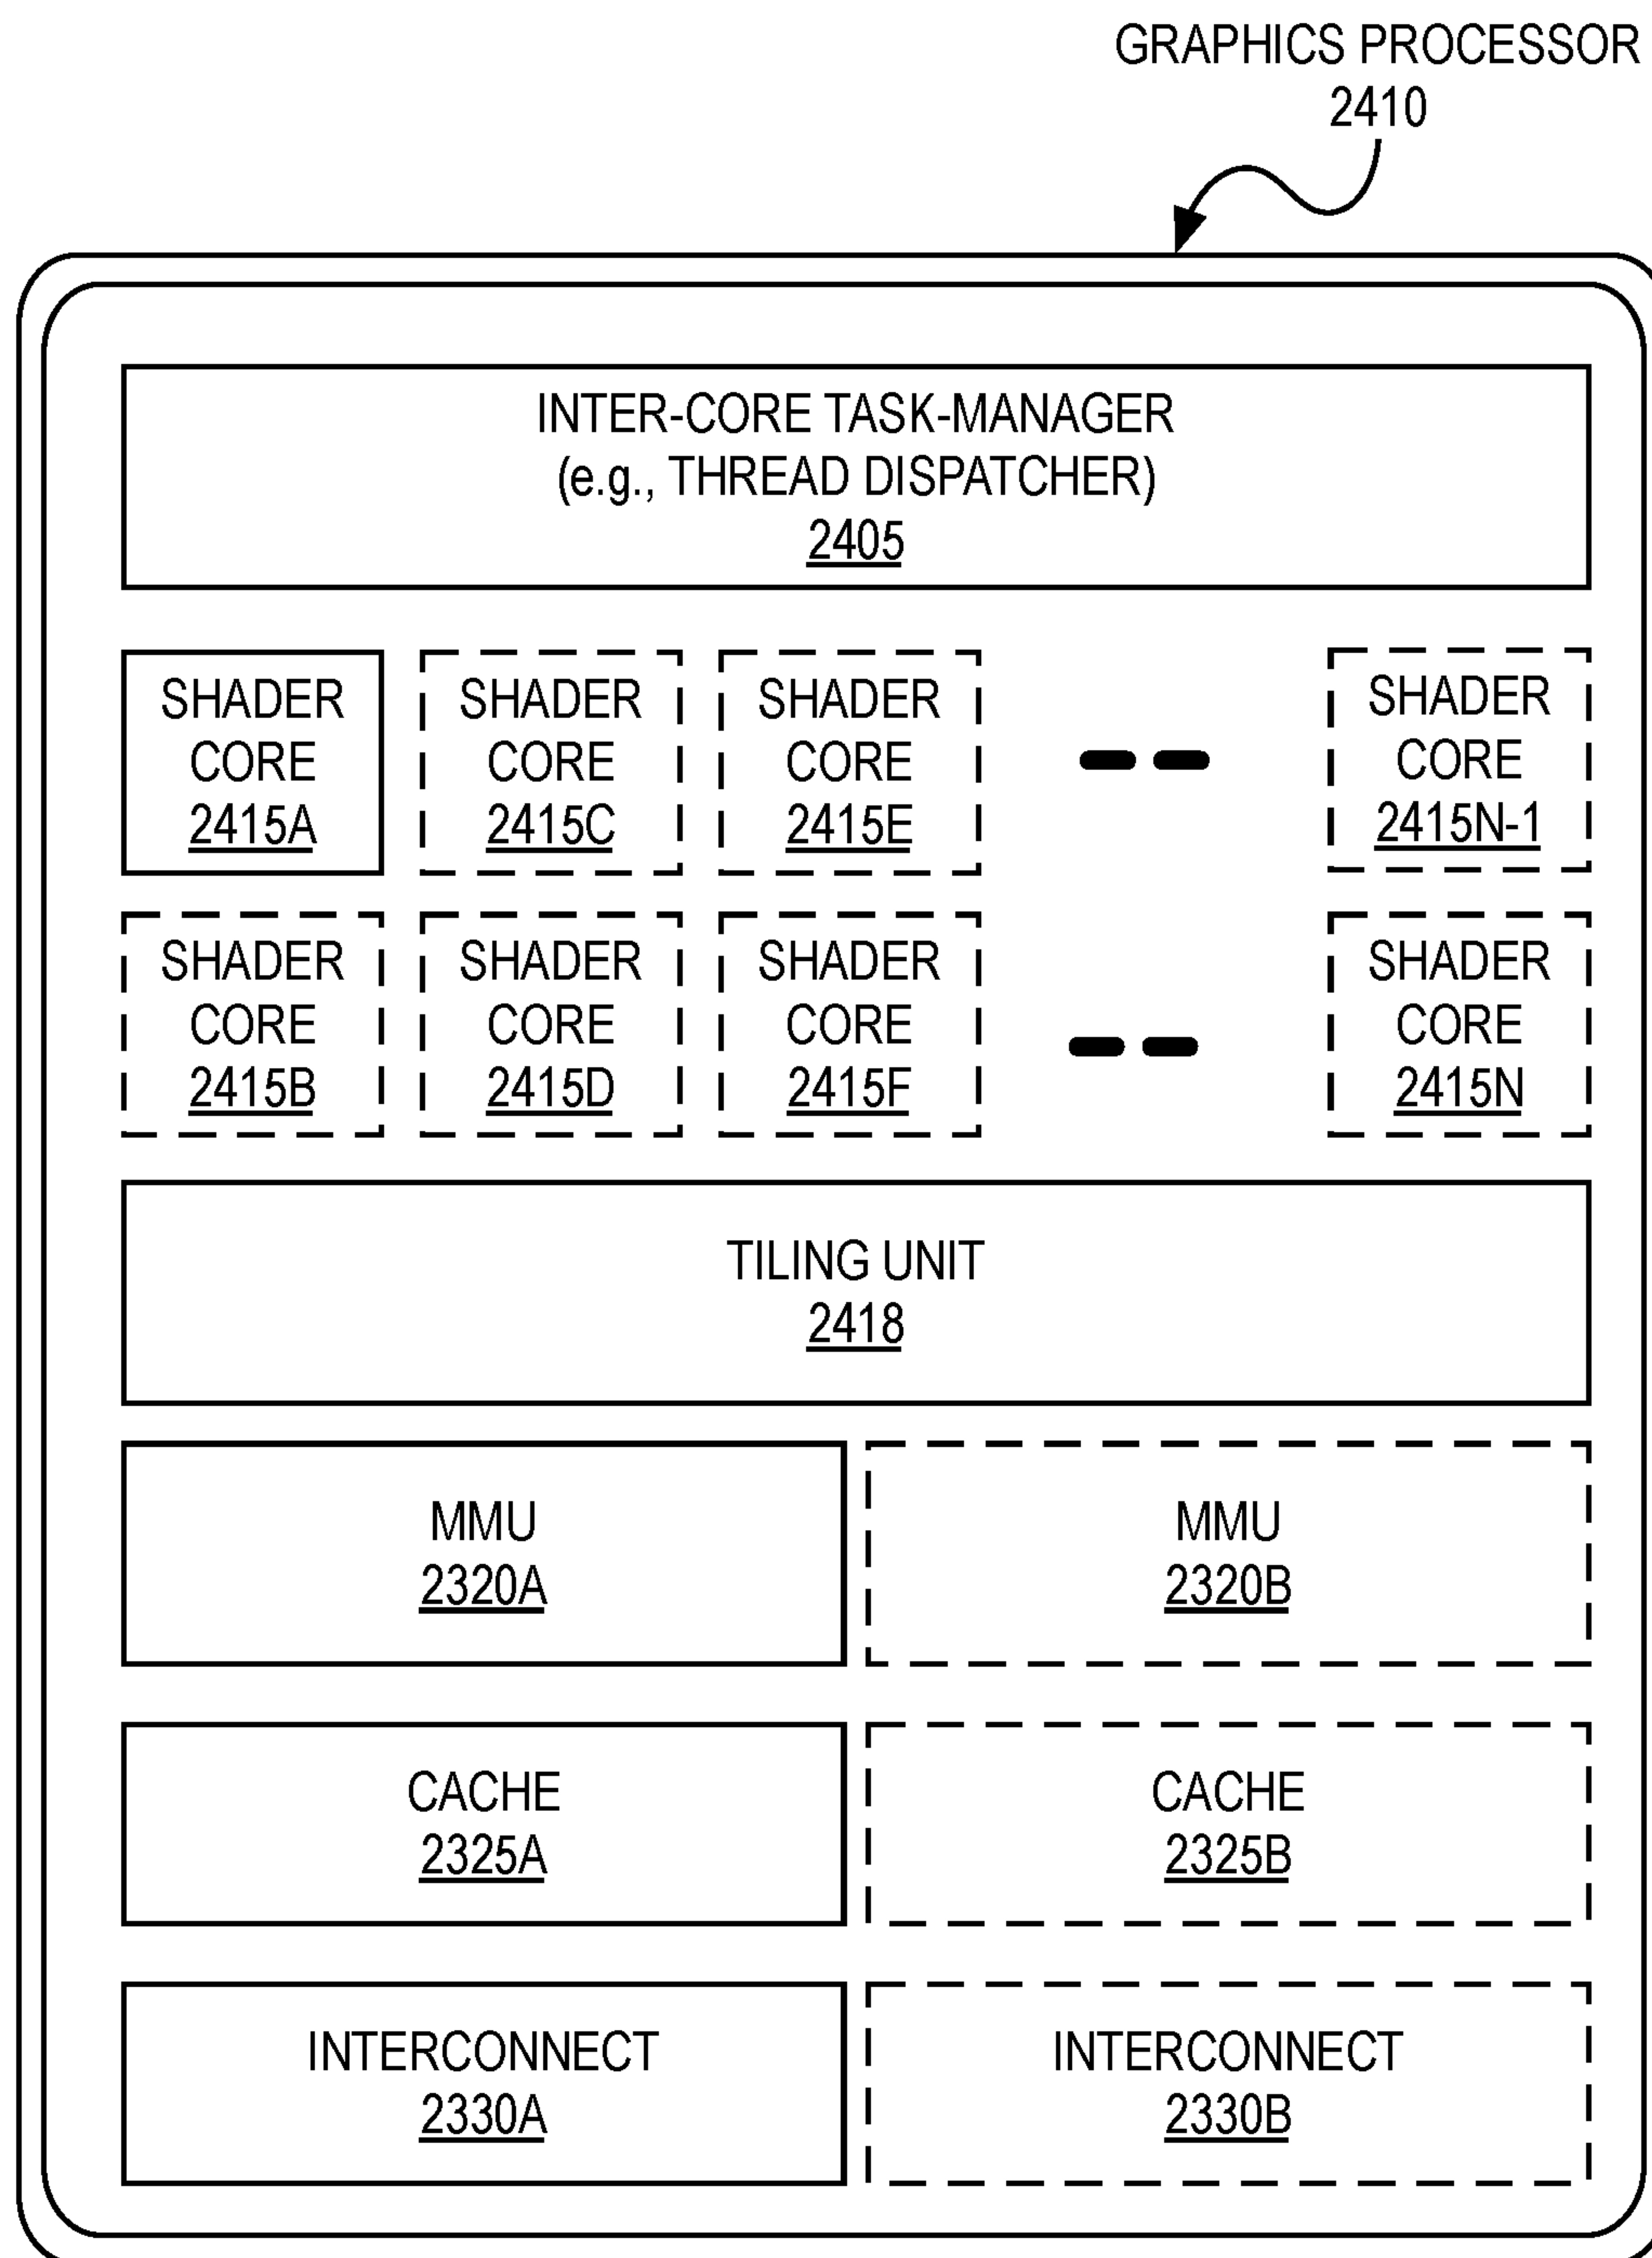 GRAPHICS PROCESSOR
2410
INTER-CORE TASK-MANAGER
(e.g., THREAD DISPATCHER)
2405
SHADER
CORE
2415A
SHADER
CORE
2415C
SHADER
CORE
2415E
SHADER
CORE
2415N-1
SHADER
CORE
2415B
SHADER
CORE
2415D
SHADER
CORE
2415F
SHADER
CORE
2415N
TILING UNIT
2418
MMU
2320A
MMU
2320B
CACHE
2325A
CACHE
2325B
INTERCONNECT
2330A
INTERCONNECT
2330B